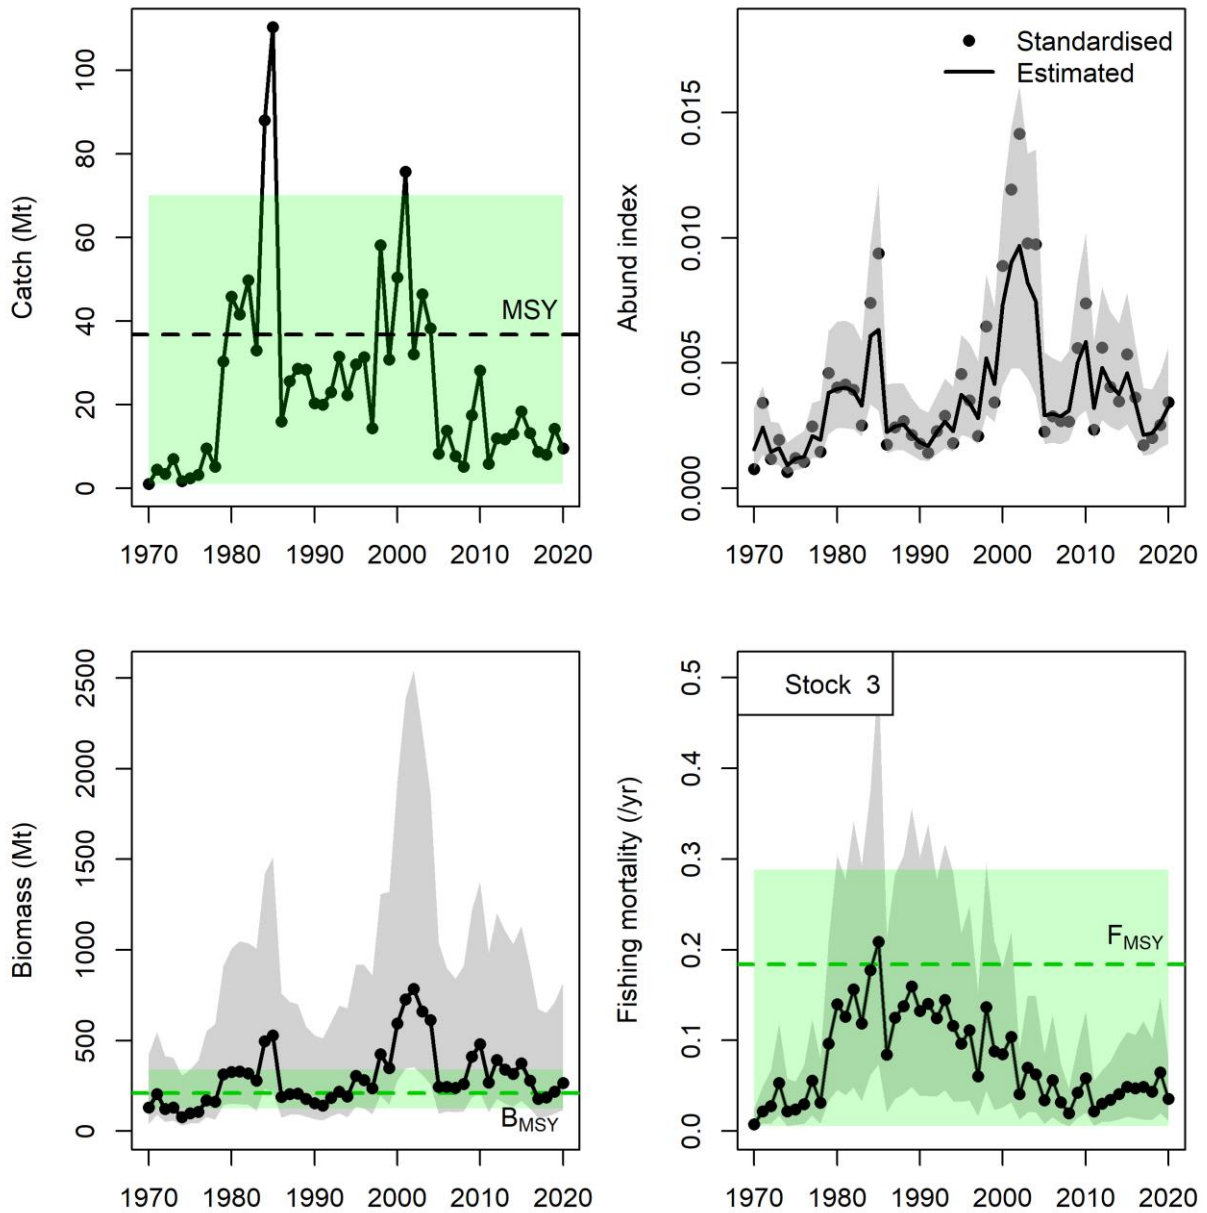 Catch (Mt)
100
80
60
40
20
0
MSY
1970 1980 1990 2000 2010 2020
Abund index
0.015
0.010
0.005
0.000
Standardised
Estimated
1970 1980 1990 2000 2010 2020
Biomass (Mt)
2500
2000
1500
1000
500
0
BMSY
1970 1980 1990 2000 2010 2020
Fishing mortality (/yr)
0.5
0.4
0.3
0.2
0.1
0.0
Stock 3
FMSY
1970 1980 1990 2000 2010 2020